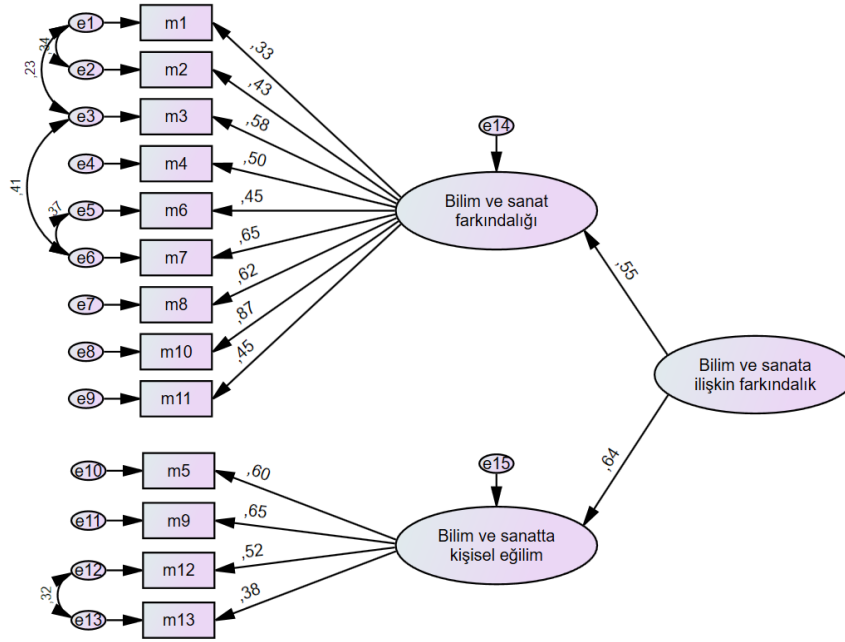 e1
m1
,34
,33
,23
e2
m2
,43
e3
m3
,58
e14
e4
m4
,50
,41
,37
e5
m6
,45
Bilim ve sanat
farkındalığı
e6
m7
,65
e7
m8
,62
,55
e8
m10
,87
e9
m11
,45
Bilim ve sanata
ilişkin farkındalık
e10
m5
,60
e15
,64
e11
m9
,65
Bilim ve sanatta
kişisel eğilim
e12
m12
,52
,32
e13
m13
,38